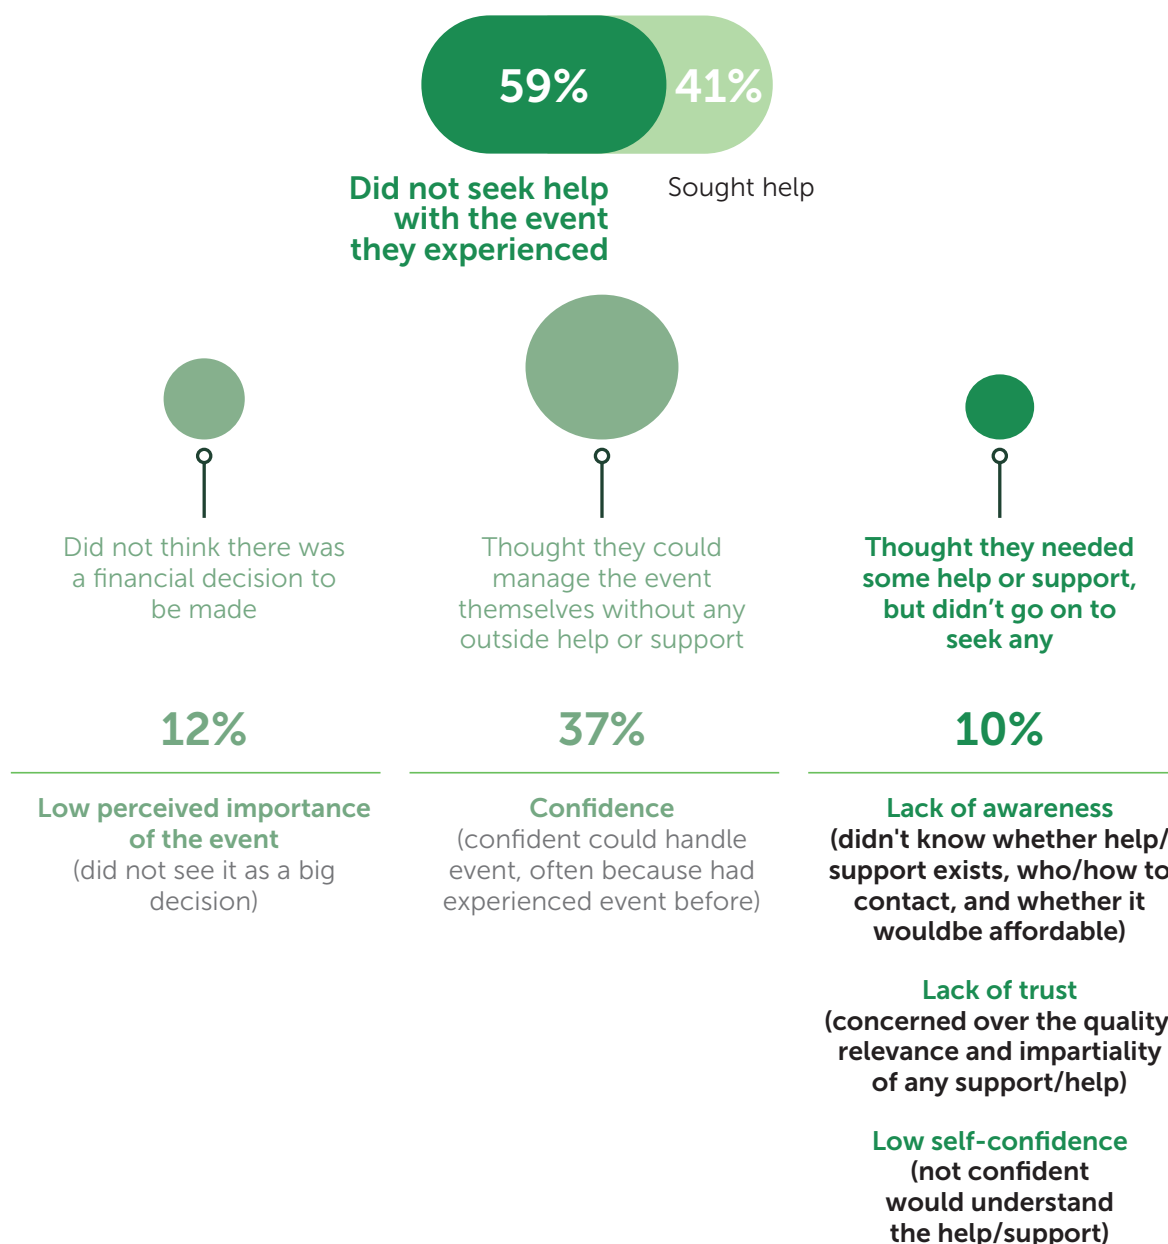 59%
41%
Did not seek help
with the event
they experienced
Sought help
Did not think there was
a financial decision to
be made
Thought they could
manage the event
themselves without any
outside help or support
Thought they needed
some help or support,
but didn't go on to
seek any
12%
37%
10%
Low perceived importance
of the event
(did not see it as a big
decision)
Confidence
(confident could handle
event, often because had
experienced event before)
Lack of awareness
(didn't know whether help/
support exists, who/how to
contact, and whether it
wouldbe affordable)
Lack of trust
(concerned over the quality
relevance and impartiality
of any support/help)
Low self-confidence
(not confident
would understand
the help/support)